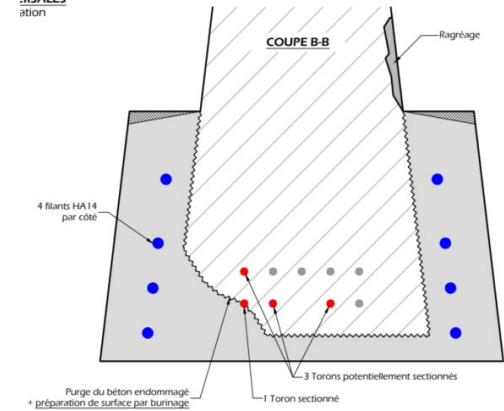 ation
COUPE B-B
Ragréage
4 filants HA14
par côté
3 Torons potentiellement sectionnés
Purge du béton endommagé
+ préparation de surface par burinage
1 Toron sectionné